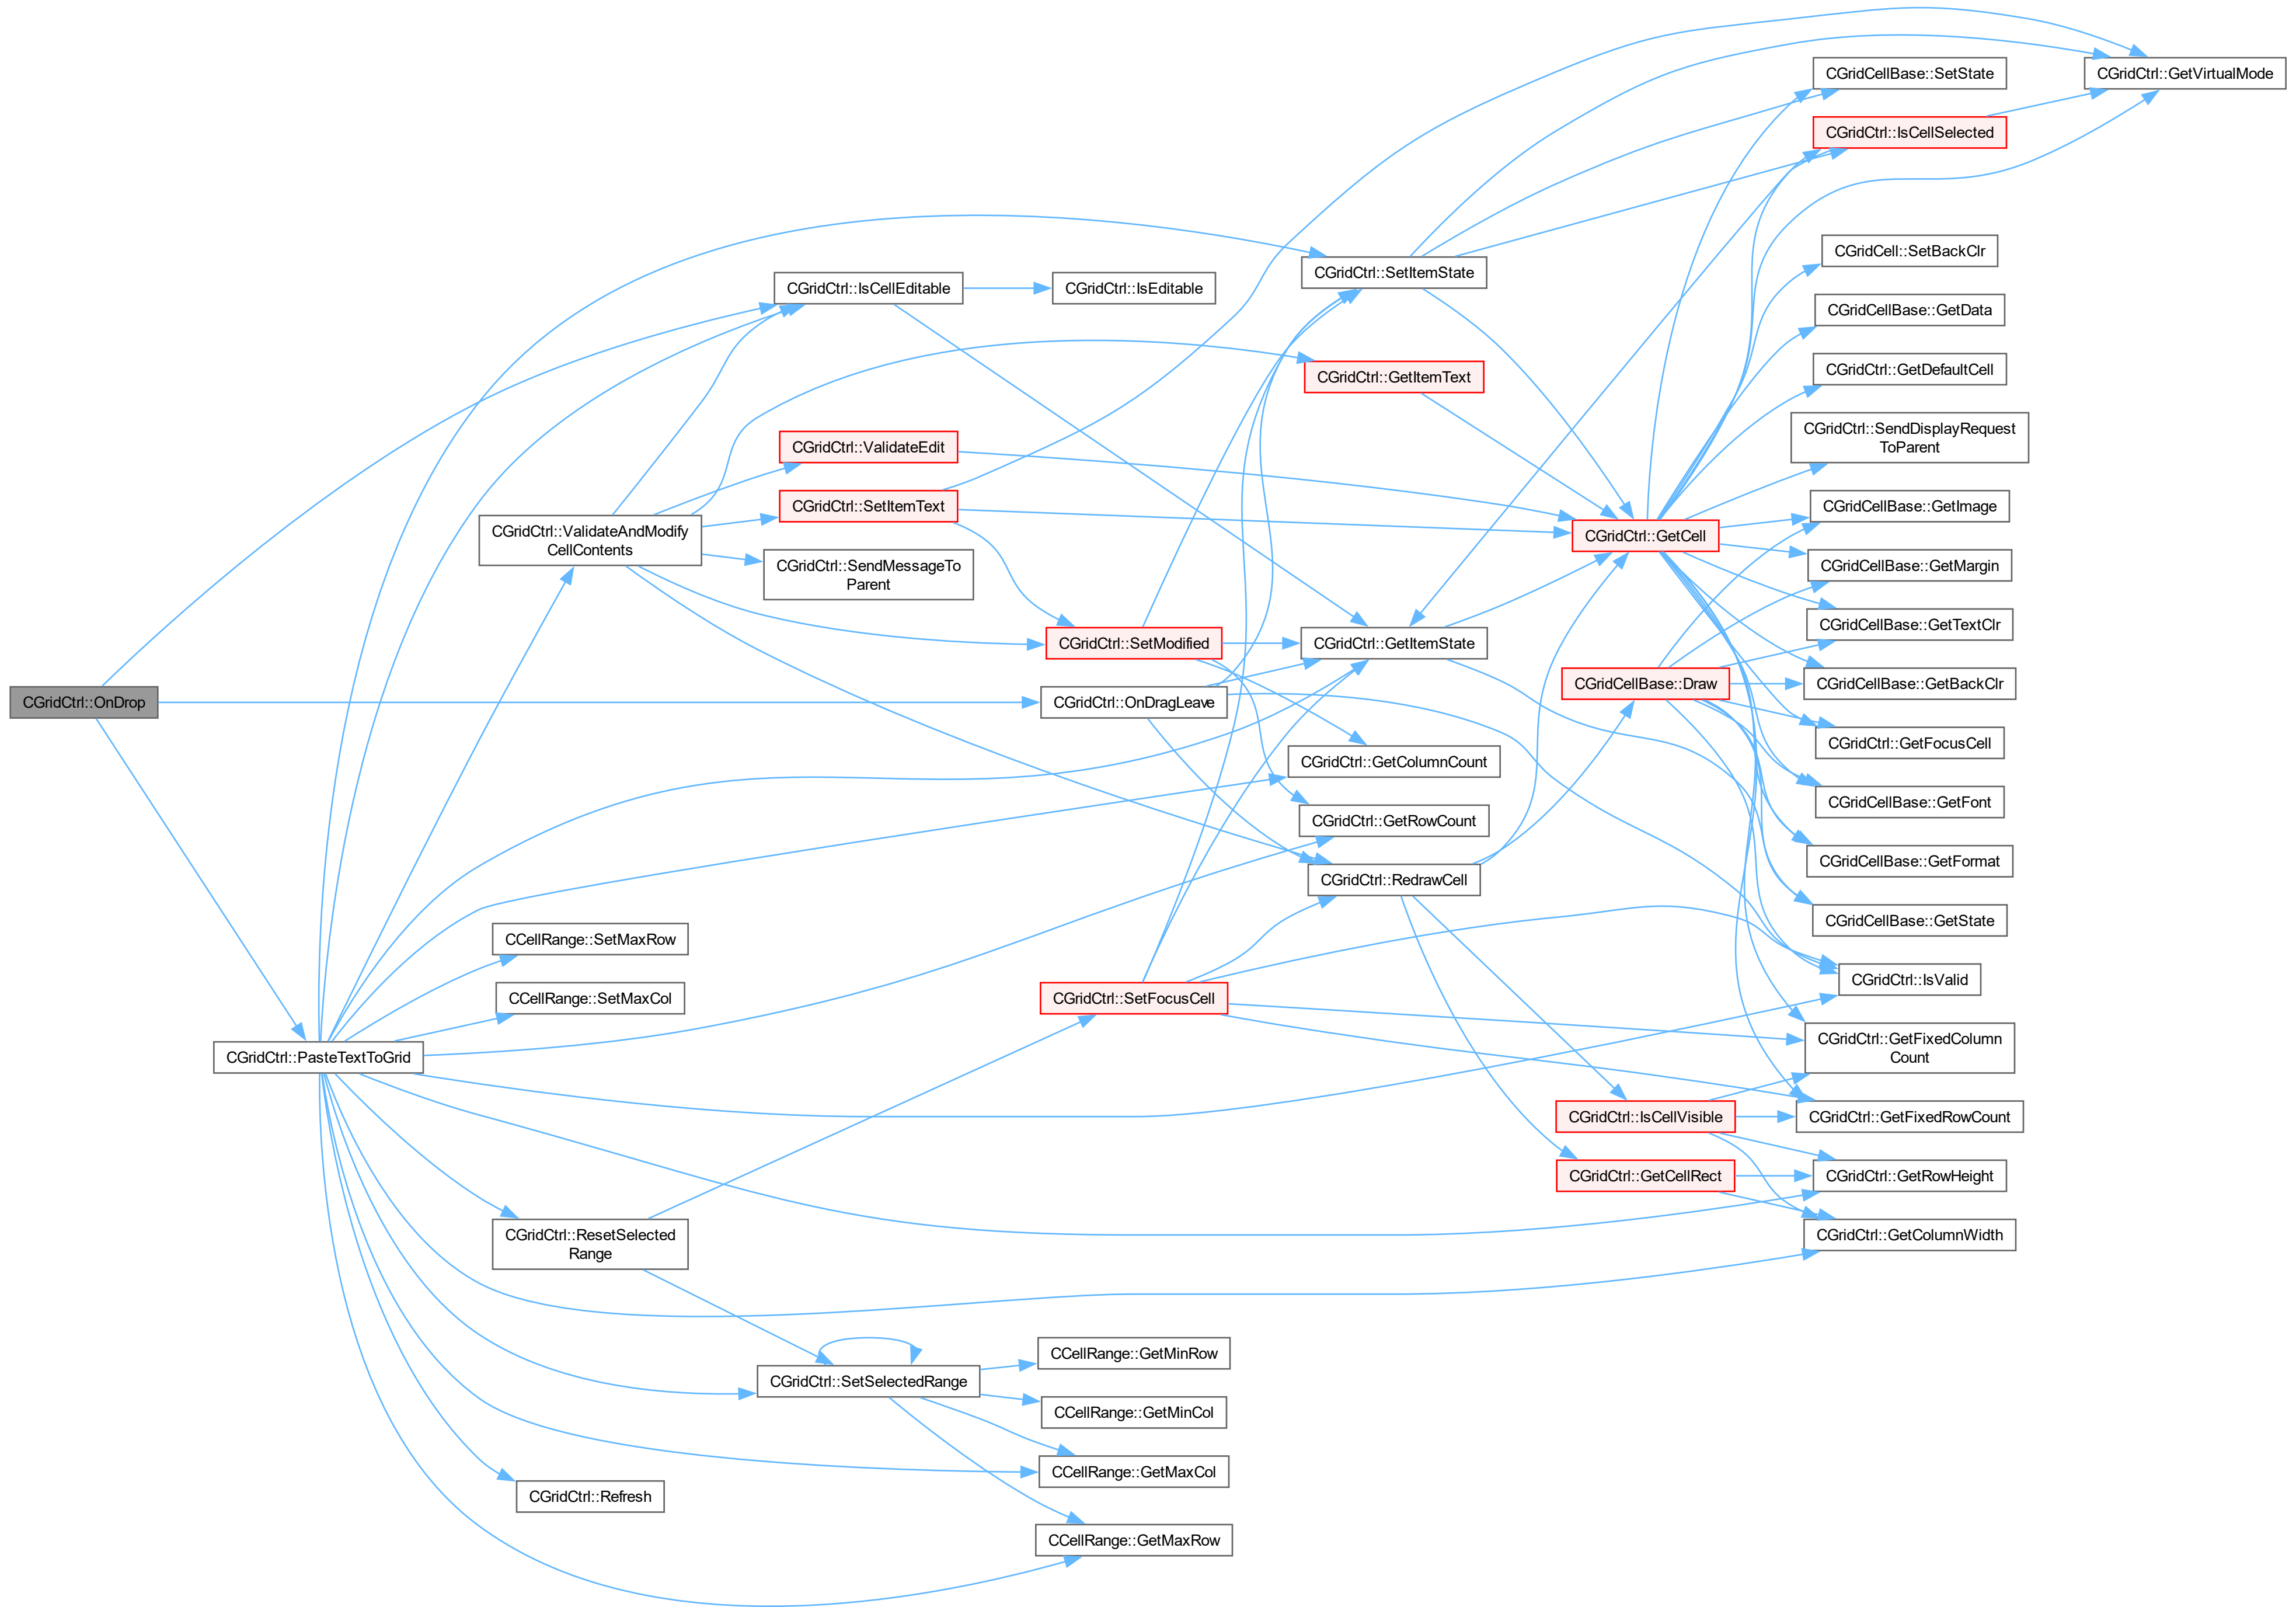 CGridCtrl::OnDrop
CGridCtrl::PasteTextToGrid
CGridCtrl::ValidateAndModify
CellContents
CCellRange::SetMaxRow
CCellRange::SetMaxCol
CGridCtrl::ResetSelected
Range
CGridCtrl::Refresh
CGridCtrl::IsCellEditable
CGridCtrl::ValidateEdit
CGridCtrl::SetItemText
CGridCtrl::SendMessageTo
Parent
CGridCtrl::SetSelectedRange
CGridCtrl::IsEditable
CGridCtrl::SetModified
CGridCtrl::OnDragLeave
CGridCtrl::SetFocusCell
CCellRange::GetMinRow
CCellRange::GetMinCol
CCellRange::GetMaxCol
CCellRange::GetMaxRow
CGridCtrl::SetItemState
CGridCtrl::GetItemText
CGridCtrl::GetItemState
CGridCtrl::GetColumnCount
CGridCtrl::GetRowCount
CGridCtrl::RedrawCell
CGridCtrl::GetCell
CGridCellBase::Draw
CGridCtrl::IsCellVisible
CGridCtrl::GetCellRect
CGridCellBase::SetState
CGridCtrl::IsCellSelected
CGridCell::SetBackClr
CGridCellBase::GetData
CGridCtrl::GetDefaultCell
CGridCtrl::SendDisplayRequest
ToParent
CGridCellBase::GetImage
CGridCellBase::GetMargin
CGridCellBase::GetTextClr
CGridCellBase::GetBackClr
CGridCtrl::GetFocusCell
CGridCellBase::GetFont
CGridCellBase::GetFormat
CGridCellBase::GetState
CGridCtrl::IsValid
CGridCtrl::GetFixedColumn
Count
CGridCtrl::GetFixedRowCount
CGridCtrl::GetRowHeight
CGridCtrl::GetColumnWidth
CGridCtrl::GetVirtualMode